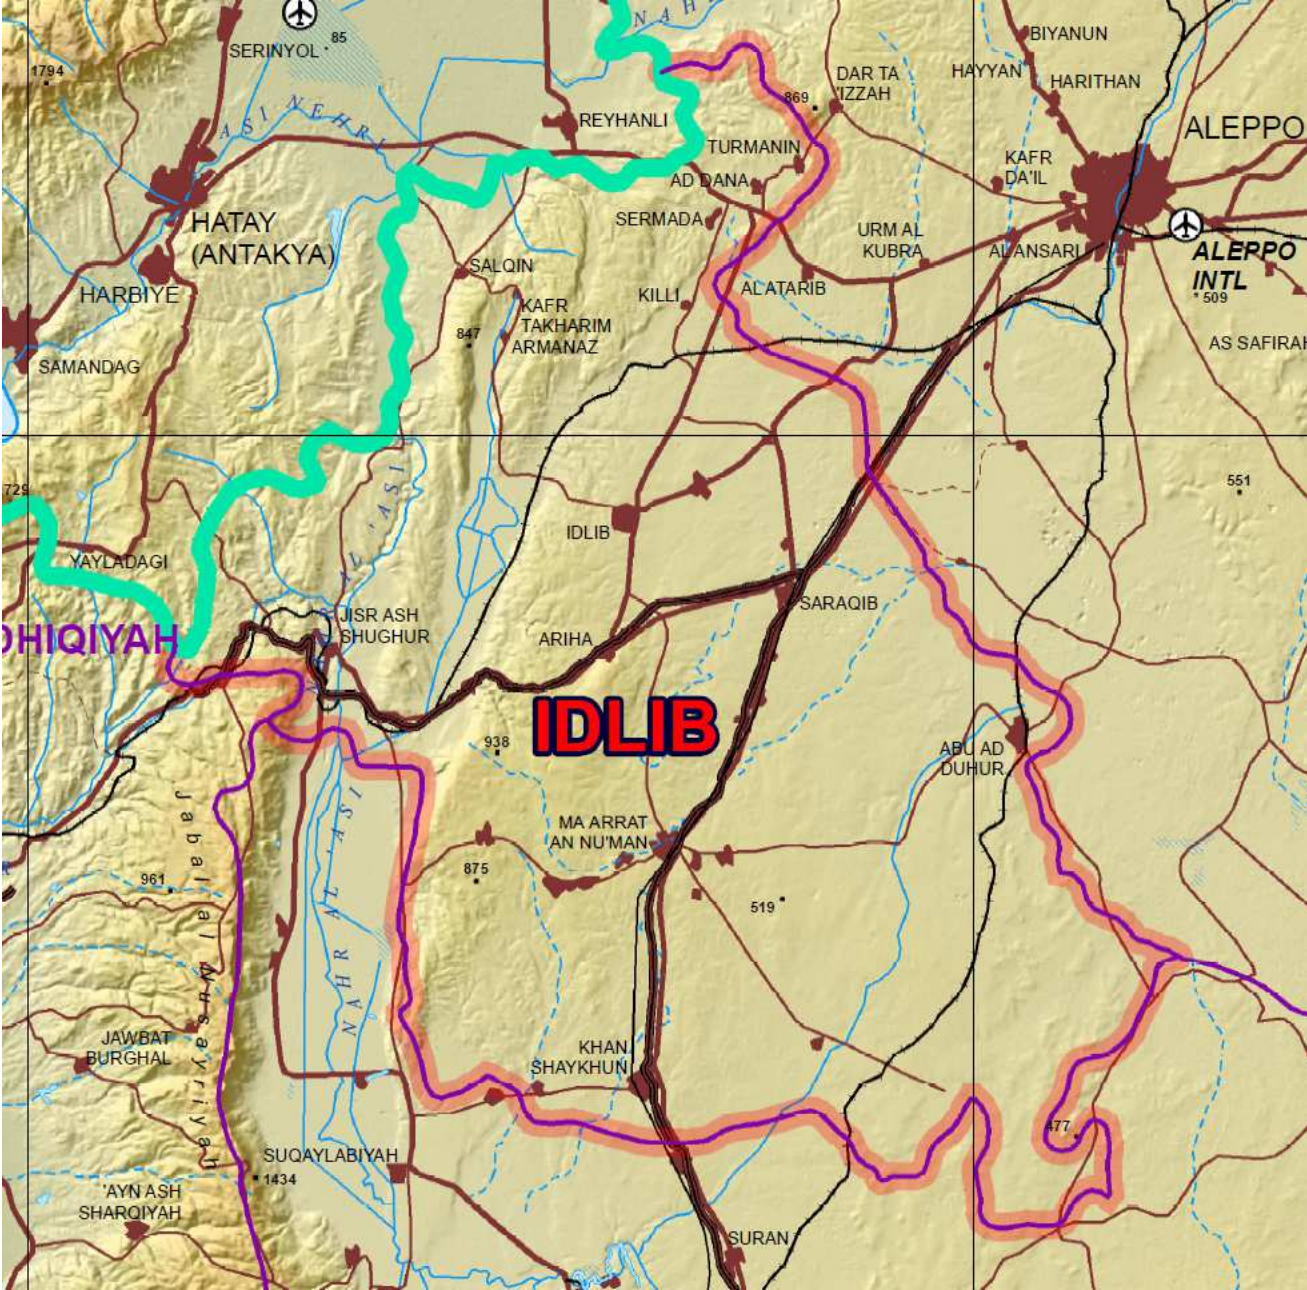 NAH
BIYANUN
SERINYOL
85
HAYYAN
HARITHAN
1794
DAR TA
'IZZAH
869
ASI NEHRI
REYHANLI
ALEPPO
TURMANIN
KAFR
DA'IL
AD DANA
HATAY
(ANTAKYA)
SERMADA
URM AL
KUBRA
AL ANSARI
ALEPPO
INTL
509
SALQIN
HARBIYE
KILLI
AL ATARIB
KAFR
TAKHARIM
ARMANAZ
847
AS SAFIRAH
SAMANDAG
729
551
NAHR AL 'ASI
IDLIB
YAYLADAGI
SARAQIB
JISR ASH
SHUGHUR
DHIQIYAH
ARIHA
IDLIB
938
ABU AD
DUHUR
Jabal al Nusayriyah
NAHR AL 'ASI
MA ARRAT
AN NU'MAN
961
875
519
JAWBAT
BURGHAL
KHAN
SHAYKHUN
477
SUQAYLABIYAH
1434
'AYN ASH
SHARQIYAH
SURAN